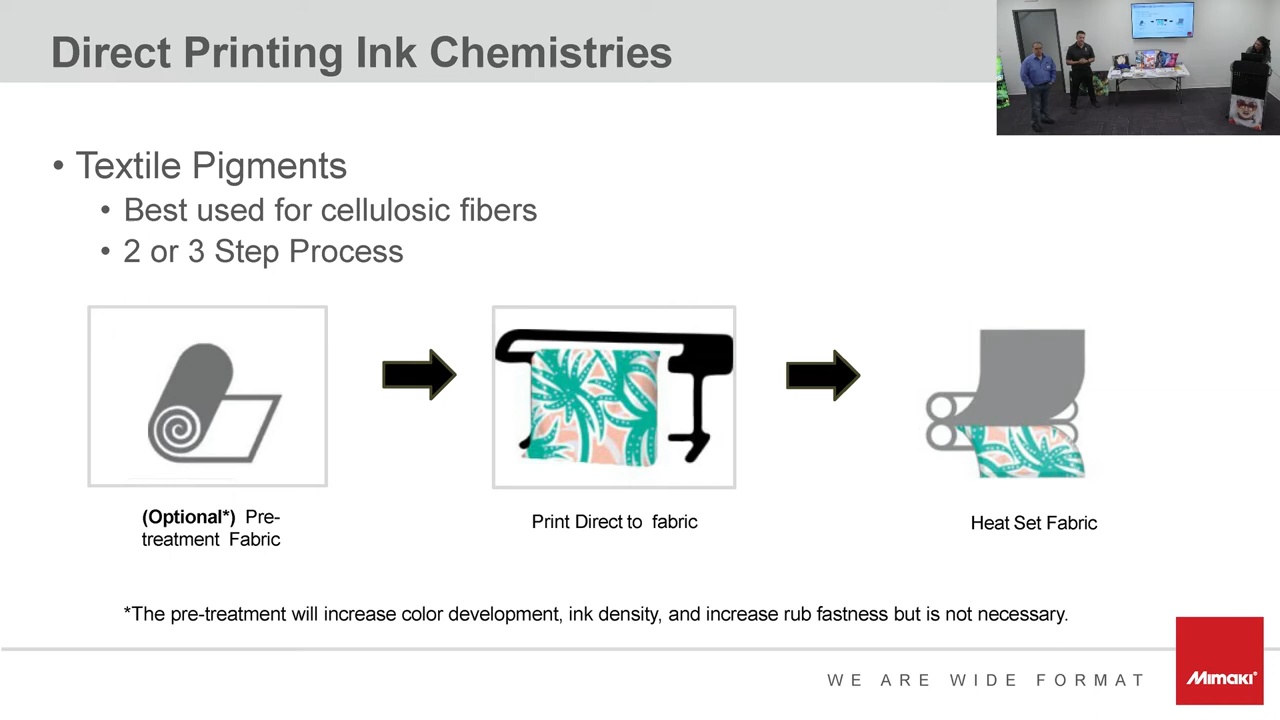 Direct Printing Ink Chemistries
• Textile Pigments
• Best used for cellulosic fibers
• 2 or 3 Step Process
(Optional*) Pre-
treatment Fabric
Print Direct to fabric
Heat Set Fabric
*The pre-treatment will increase color development, ink density, and increase rub fastness but is not necessary.
WE ARE WIDE FORMAT
Mimaki®